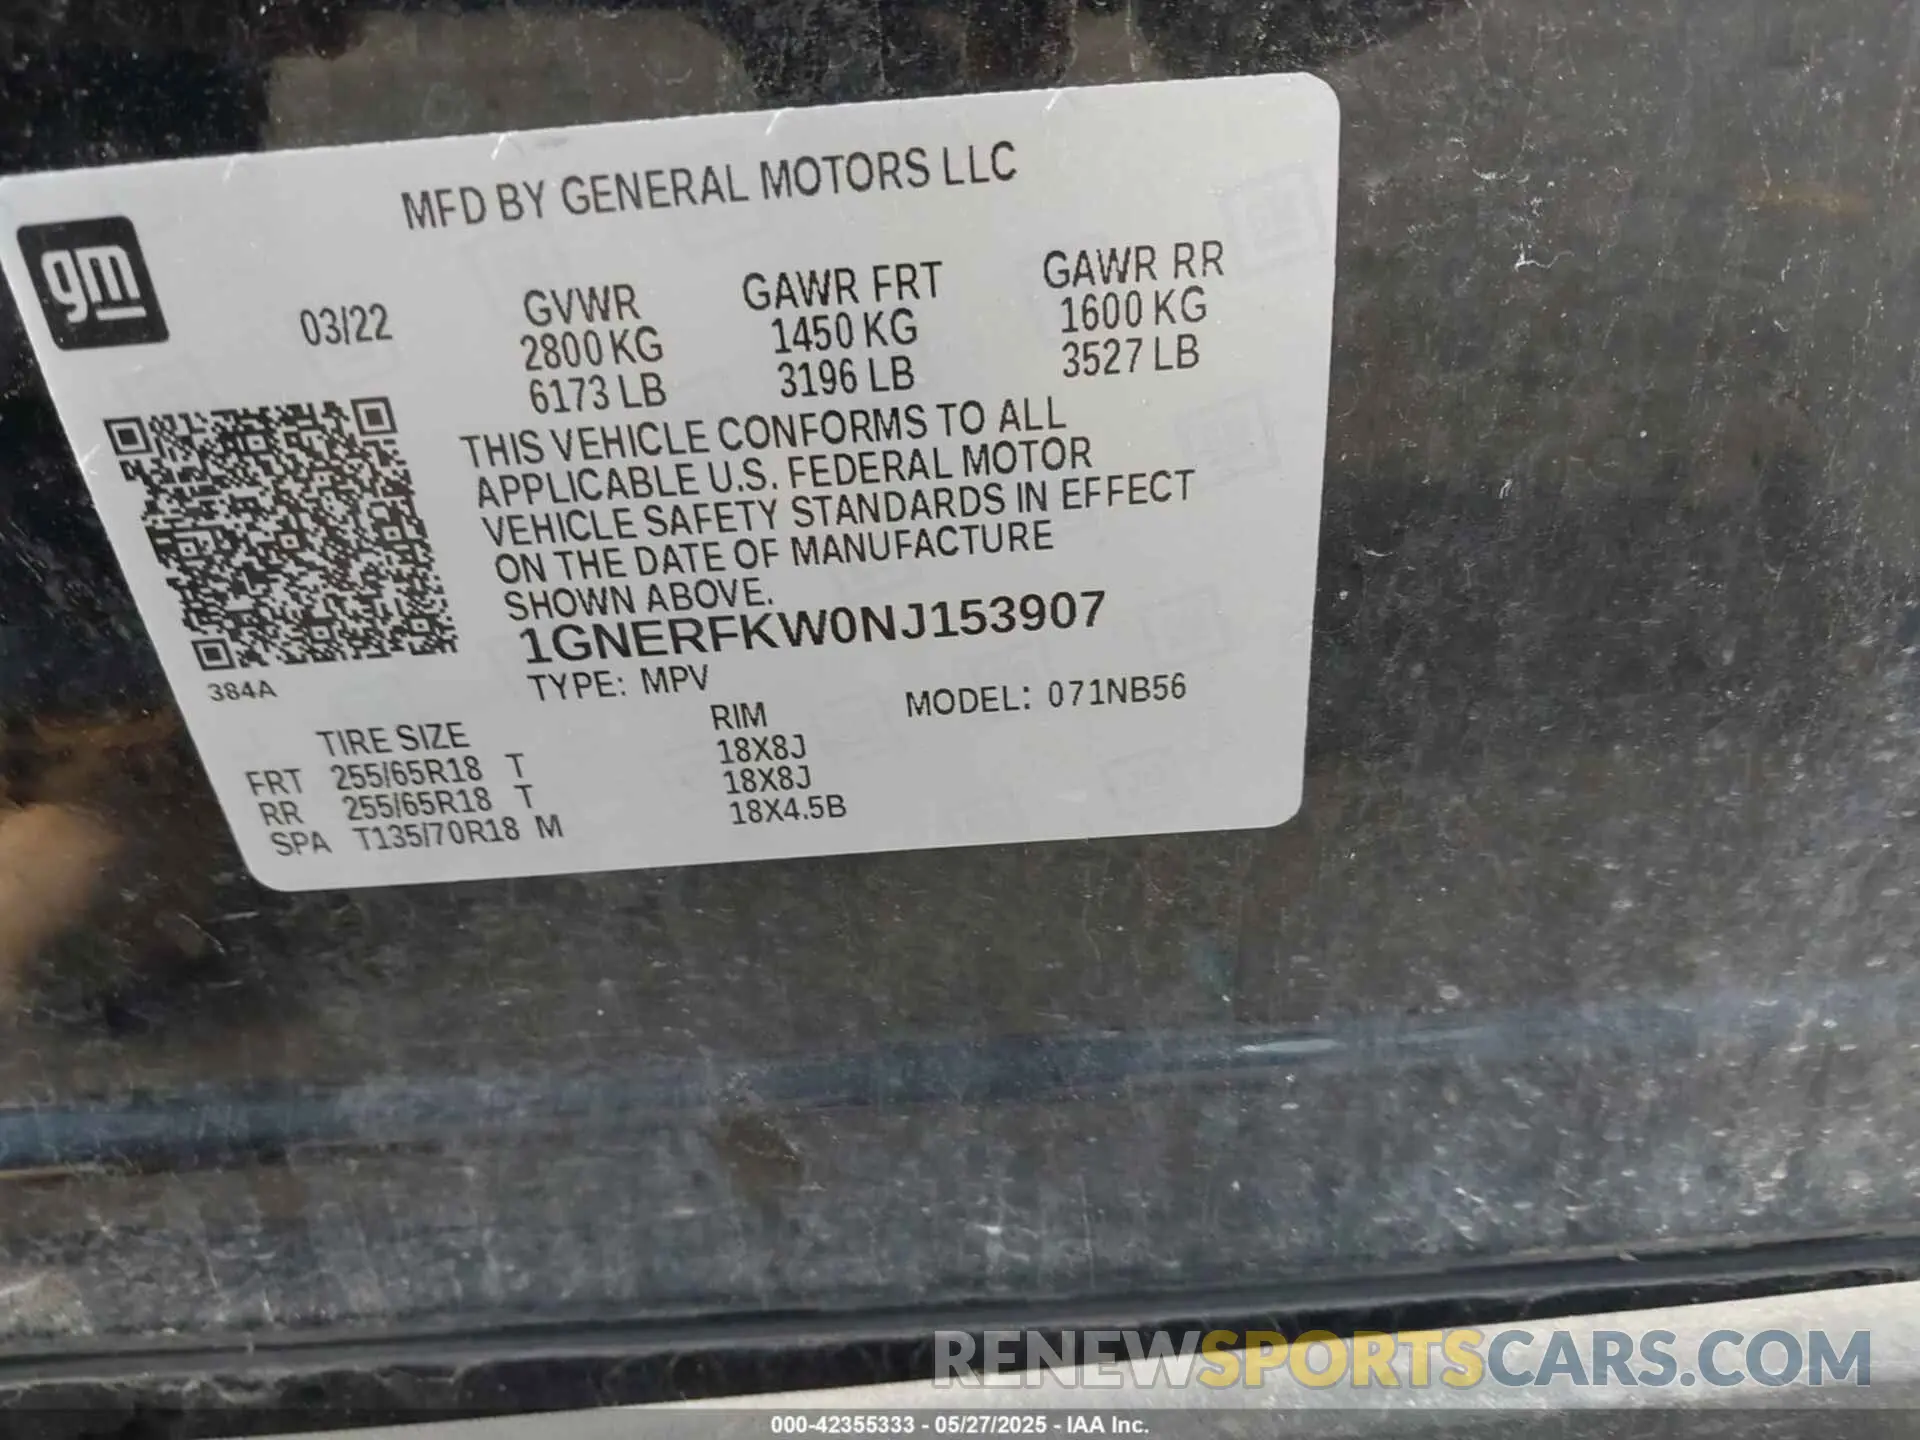 MFD BY GENERAL MOTORS LLC
gm
03/22
GVWR
2800 KG
6173 LB
GAWR FRT
1450 KG
3196 LB
GAWR RR
1600 KG
3527 LB
THIS VEHICLE CONFORMS TO ALL
APPLICABLE U.S. FEDERAL MOTOR
VEHICLE SAFETY STANDARDS IN EFFECT
ON THE DATE OF MANUFACTURE
SHOWN ABOVE.
1GNERFKW0NJ153907
384A
TYPE: MPV
MODEL: 071NB56
TIRE SIZE RIM
FRT 255/65R18 T 18X8J
RR 255/65R18 T 18X8J
SPA T135/70R18 M 18X4.5B
RENEWSPORTSCARS.COM
000-42355333 - 05/27/2025 - IAA Inc.